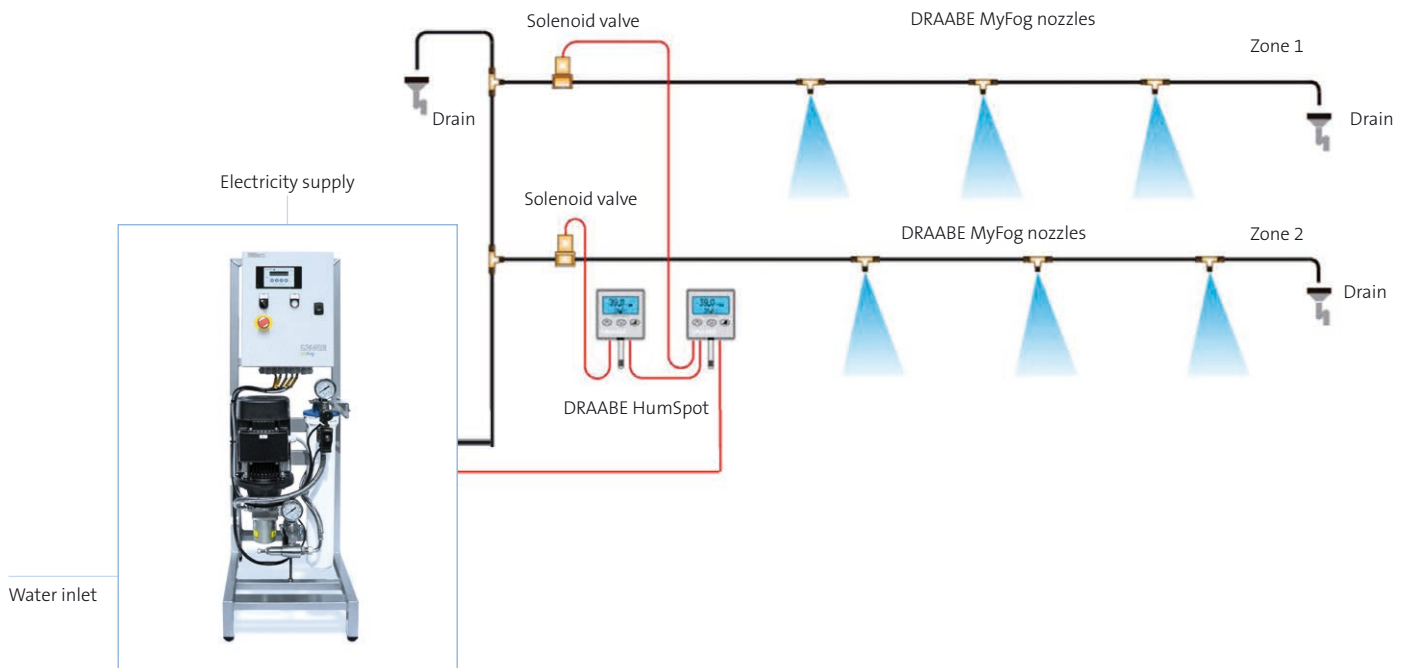 Solenoid valve
DRAABE MyFog nozzles
Zone 1
Drain
Drain
Electricity supply
Solenoid valve
DRAABE MyFog nozzles
Zone 2
Drain
DRAABE HumSpot
Water inlet